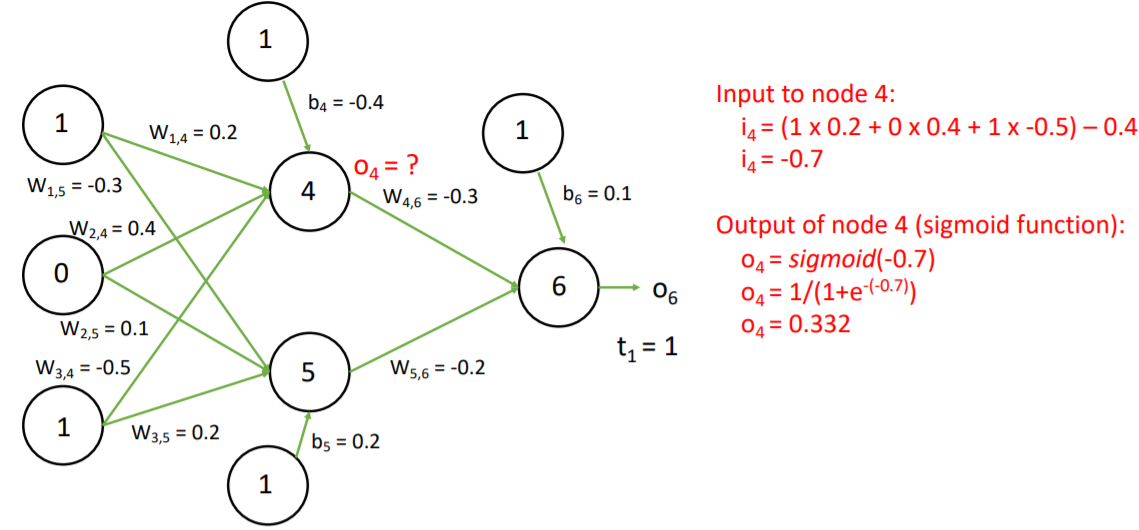 1
b₄ = -0.4
1
W₁,₄ = 0.2
1
W₁,₅ = -0.3
o₄ = ?
4
W₄,₆ = -0.3
b₆ = 0.1
W₂,₄ = 0.4
0
6
o₆
W₂,₅ = 0.1
t₁ = 1
W₃,₄ = -0.5
5
W₅,₆ = -0.2
1
W₃,₅ = 0.2
b₅ = 0.2
1
Input to node 4:
i₄ = (1 x 0.2 + 0 x 0.4 + 1 x -0.5) – 0.4
i₄ = -0.7
Output of node 4 (sigmoid function):
o₄ = sigmoid(-0.7)
o₄ = 1/(1+e⁻⁽⁻⁰·⁷⁾)
o₄ = 0.332